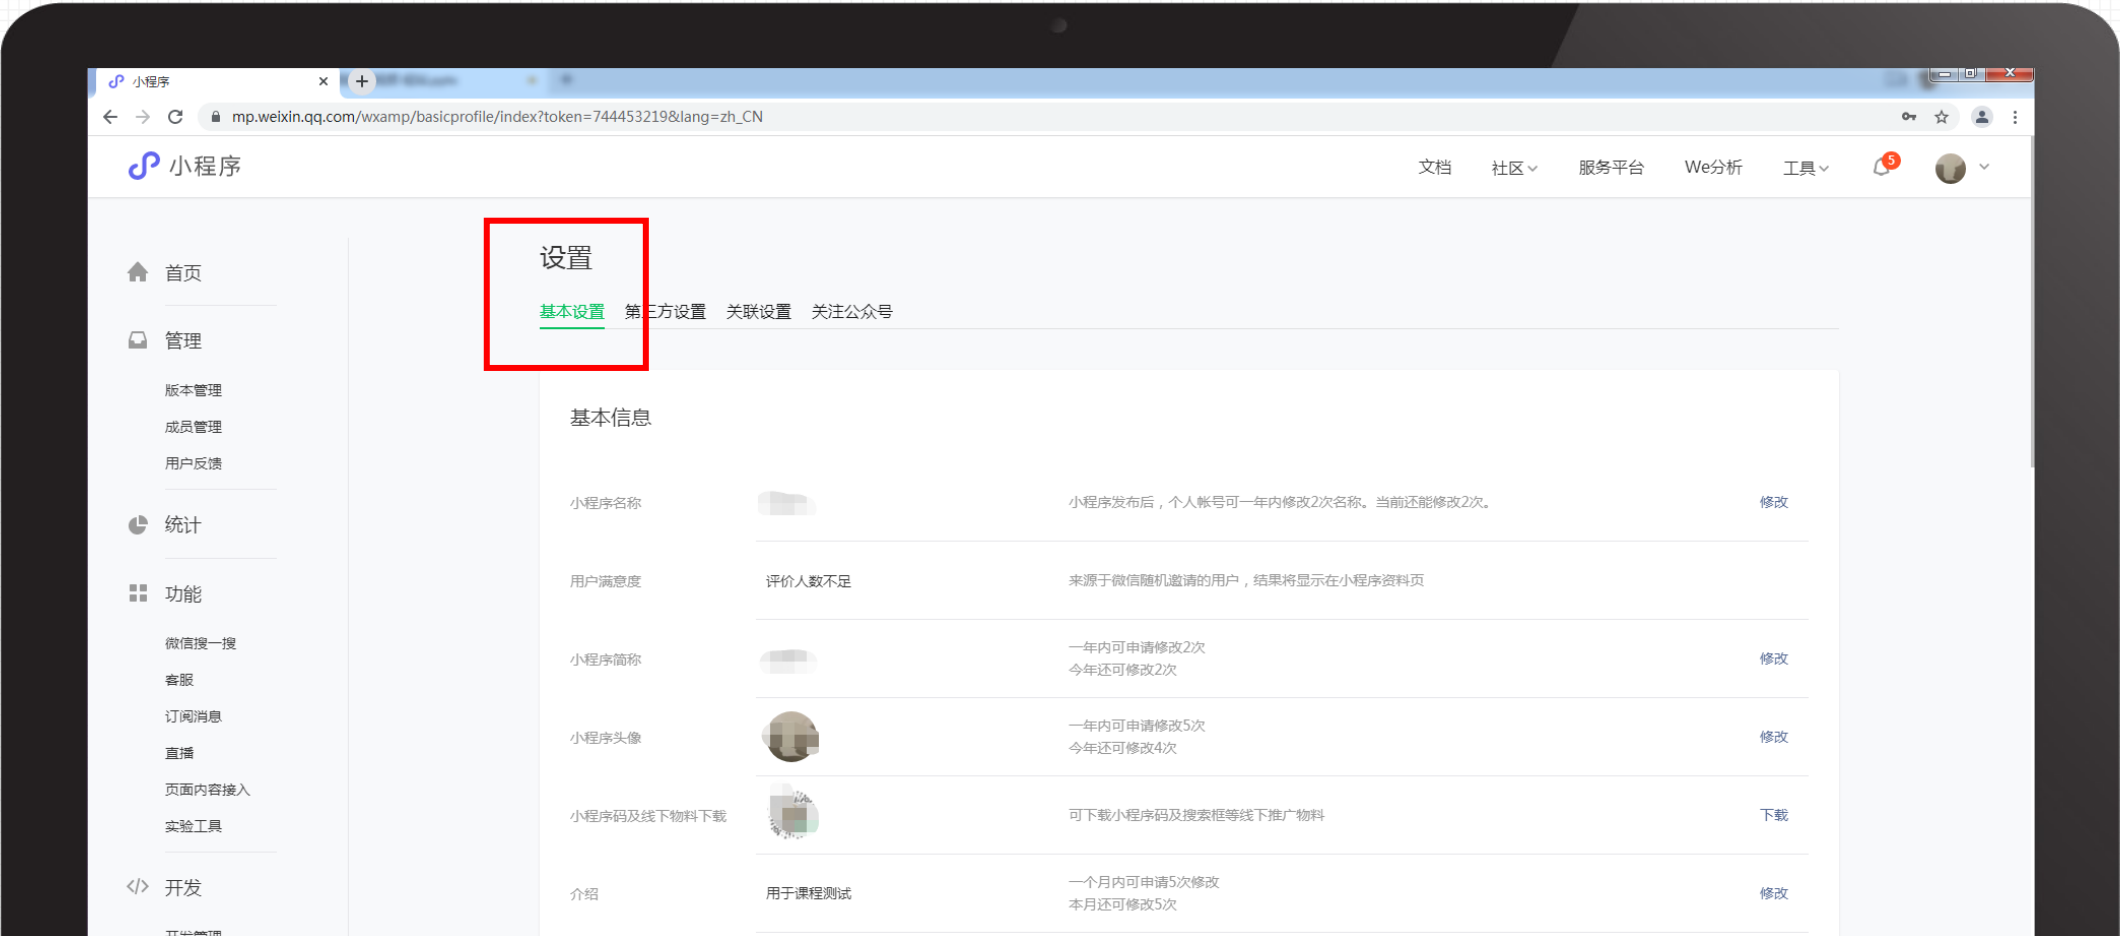 小程序
mp.weixin.qq.com/wxamp/basicprofile/index?token=744453219&lang=zh_CN
小程序
文档
社区
服务平台
We分析
工具
5
首页
管理
版本管理
成员管理
用户反馈
统计
功能
微信搜一搜
客服
订阅消息
直播
页面内容接入
实验工具
开发
开发管理
设置
基本设置
第三方设置
关联设置
关注公众号
基本信息
小程序名称
小程序发布后，个人帐号可一年内修改2次名称。当前还能修改2次。
修改
用户满意度
评价人数不足
来源于微信随机邀请的用户，结果将显示在小程序资料页
小程序简称
一年内可申请修改2次
今年还可修改2次
修改
小程序头像
一年内可申请修改5次
今年还可修改4次
修改
小程序码及线下物料下载
可下载小程序码及搜索框等线下推广物料
下载
介绍
用于课程测试
一个月内可申请5次修改
本月还可修改5次
修改